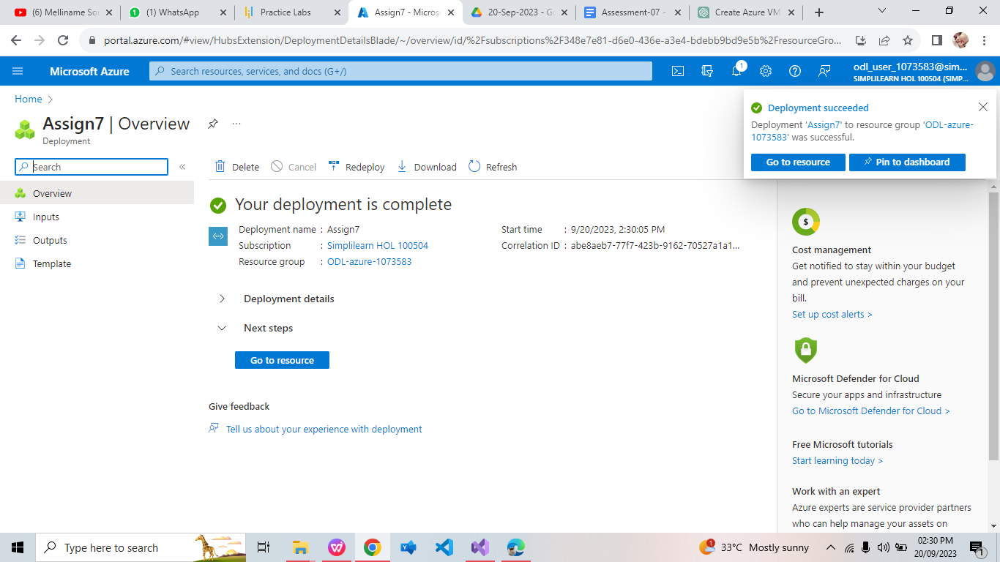 (6) Melliname So
(1) WhatsApp
Practice Labs
Assign7 - Micros
20-Sep-2023 - G
Assessment-07 -
Create Azure VM
portal.azure.com/#view/HubsExtension/DeploymentDetailsBlade/~/overview/id/%2Fsubscriptions%2F348e7e81-d6e0-436e-a3e4-bdebb9bd9e5b%2FresourceGro...
Microsoft Azure
Search resources, services, and docs (G+/)
1
odl_user_1073583@sim...
SIMPLILEARN HOL 100504 (SIMP...
Home
Assign7 | Overview
Deployment
...
Search
«
Overview
Inputs
Outputs
Template
Delete
Cancel
Redeploy
Download
Refresh
Deployment succeeded
Deployment 'Assign7' to resource group 'ODL-azure-
1073583' was successful.
Go to resource
Pin to dashboard
Your deployment is complete
Deployment name : Assign7
Subscription : Simplilearn HOL 100504
Resource group : ODL-azure-1073583
Start time : 9/20/2023, 2:30:05 PM
Correlation ID : abe8aeb7-77f7-423b-9162-70527a1a1...
Deployment details
Next steps
Go to resource
Give feedback
Tell us about your experience with deployment
$
Cost management
Get notified to stay within your budget
and prevent unexpected charges on your
bill.
Set up cost alerts >
Microsoft Defender for Cloud
Secure your apps and infrastructure
Go to Microsoft Defender for Cloud >
Free Microsoft tutorials
Start learning today >
Work with an expert
Azure experts are service provider partners
who can help manage your assets on
Type here to search
1
33°C Mostly sunny
02:30 PM
20/09/2023
1